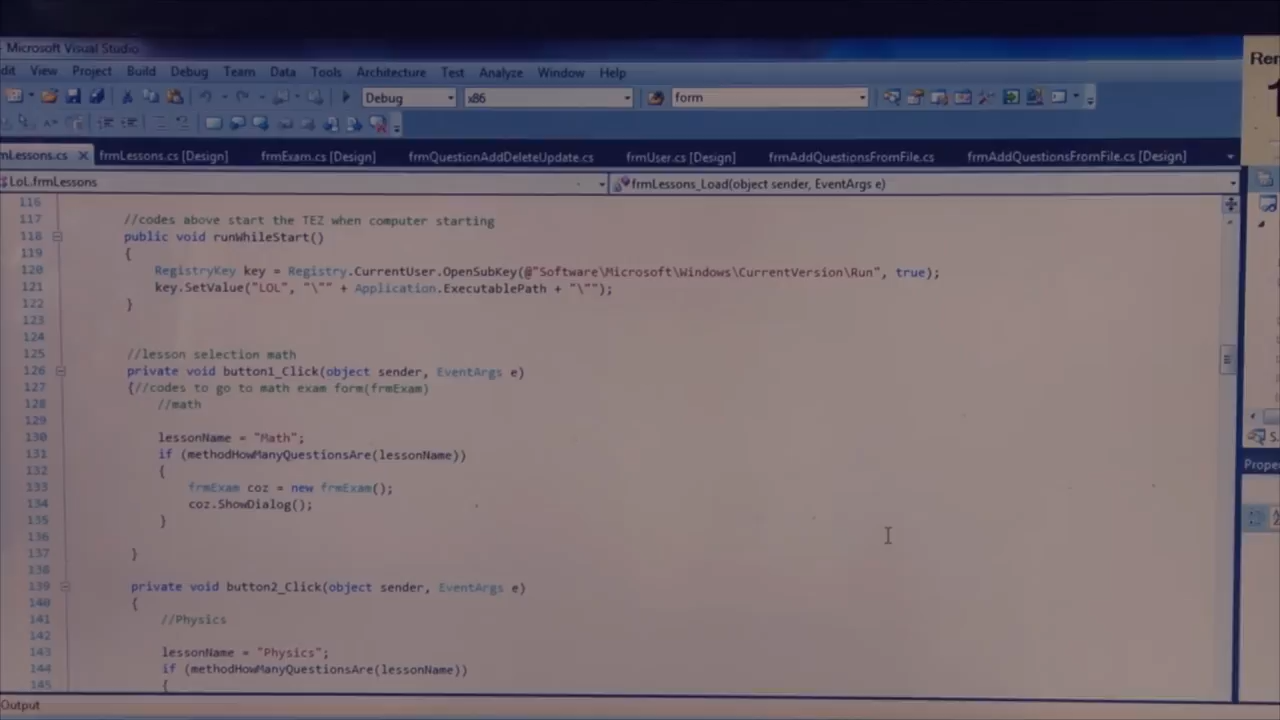 Microsoft Visual Studio
View Project Build Debug Team Data Tools Architecture Test Analyze Window Help
Debug x86 form
frmLessons.cs [Design] frmExam.cs [Design] frmQuestionAddDeleteUpdate.cs frmUser.cs [Design] frmAddQuestionsFromFile.cs frmAddQuestionsFromFile.cs [Design]
LoL.frmLessons frmLessons_Load(object sender, EventArgs e)
116
117 //codes above start the TEZ when computer starting
118 public void runWhileStart()
119 {
120 RegistryKey key = Registry.CurrentUser.OpenSubKey(@"Software\Microsoft\Windows\CurrentVersion\Run", true);
121 key.SetValue("LOL", "\"" + Application.ExecutablePath + "\"");
122 }
123
124
125 //lesson selection math
126 private void button1_Click(object sender, EventArgs e)
127 {//codes to go to math exam form(frmExam)
128 //math
129
130 lessonName = "Math";
131 if (methodHowManyQuestionsAre(lessonName))
132 {
133 frmExam coz = new frmExam();
134 coz.ShowDialog();
135 }
136
137 }
138
139 private void button2_Click(object sender, EventArgs e)
140 {
141 //Physics
142
143 lessonName = "Physics";
144 if (methodHowManyQuestionsAre(lessonName))
145 {
Output